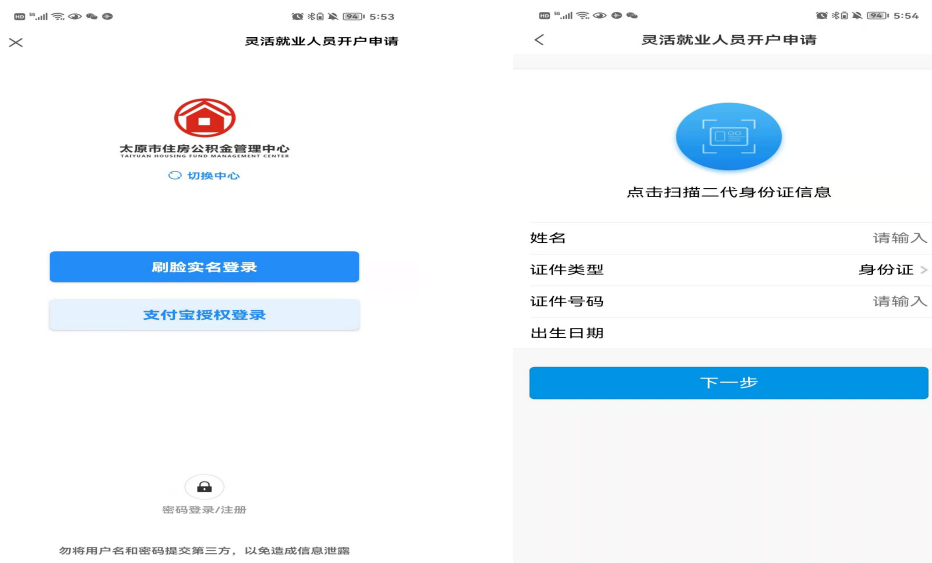 HD 5G 94 5:53
灵活就业人员开户申请
太原市住房公积金管理中心
TAIYUAN HOUSING FUND MANAGEMENT CENTER
切换中心
刷脸实名登录
支付宝授权登录
密码登录/注册
勿将用户名和密码提交第三方，以免造成信息泄露
HD 5G 94 5:54
灵活就业人员开户申请
点击扫描二代身份证信息
姓名 请输入
证件类型 身份证 >
证件号码 请输入
出生日期
下一步